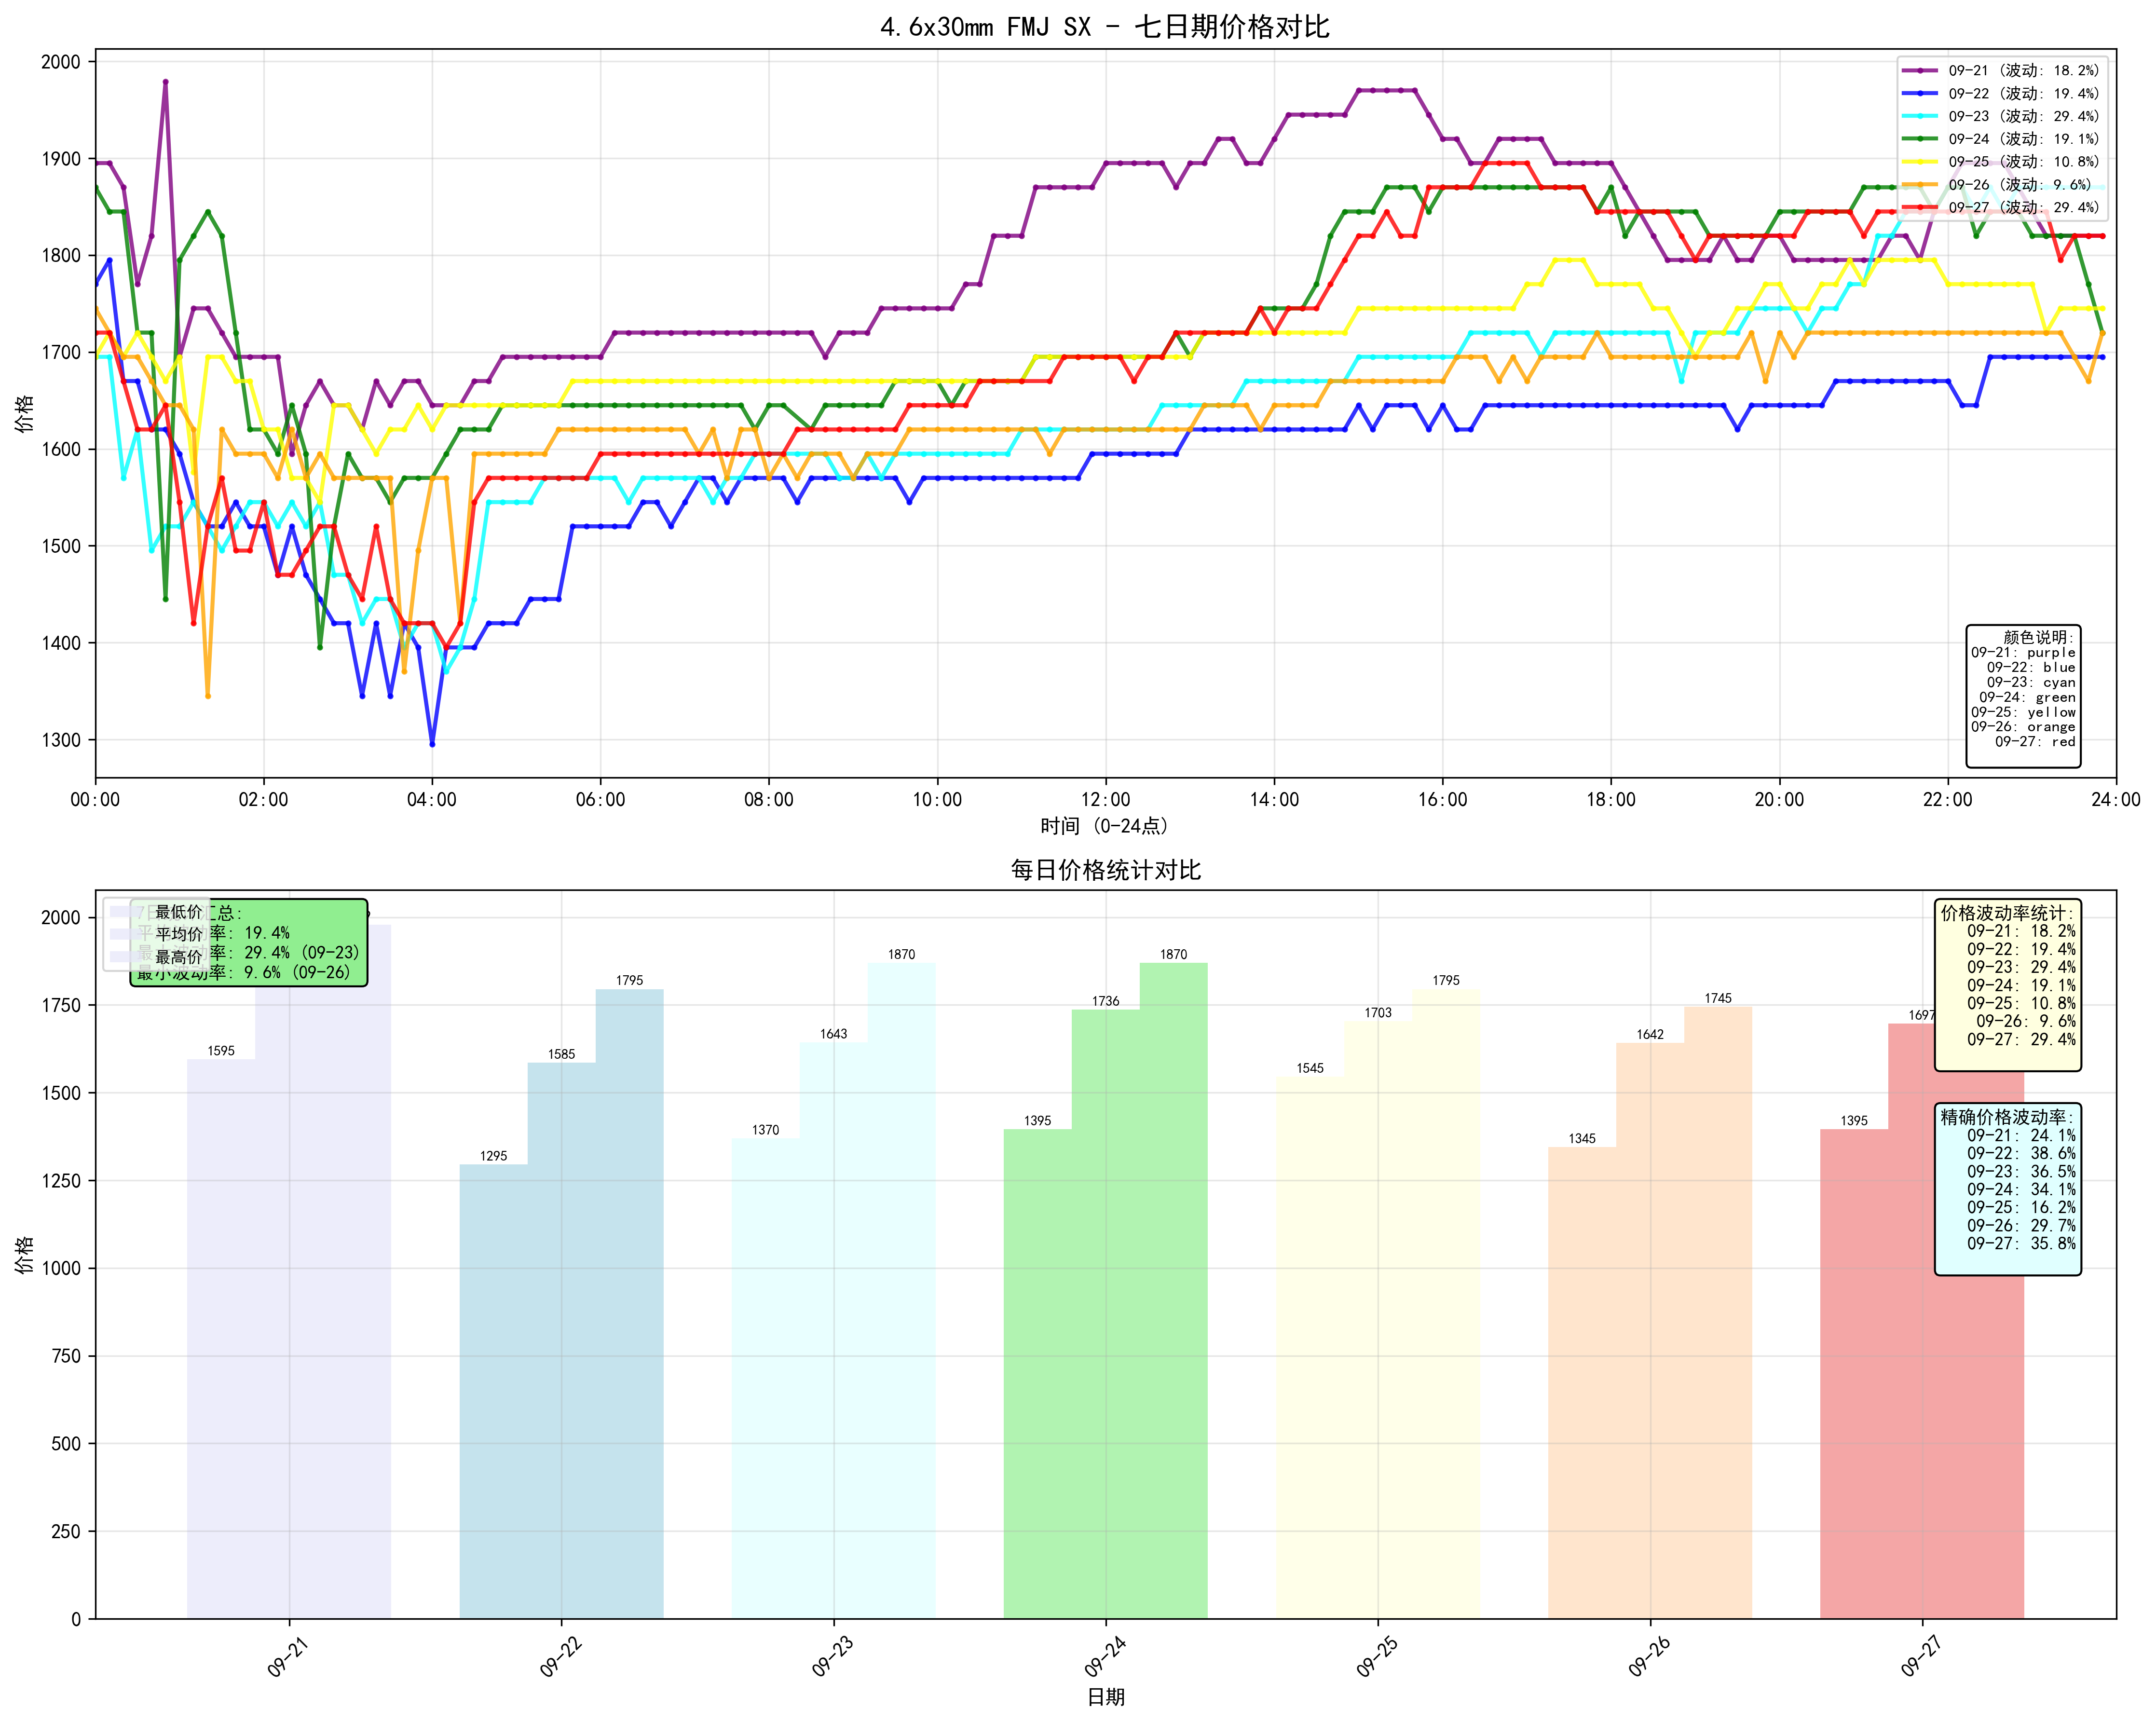 4.6x30mm FMJ SX - 七日期价格对比
价格
2000
1900
1800
1700
1600
1500
1400
1300
09-21 (波动: 18.2%)
09-22 (波动: 19.4%)
09-23 (波动: 29.4%)
09-24 (波动: 19.1%)
09-25 (波动: 10.8%)
09-26 (波动: 9.6%)
09-27 (波动: 29.4%)
颜色说明:
09-21: purple
09-22: blue
09-23: cyan
09-24: green
09-25: yellow
09-26: orange
09-27: red
00:00 02:00 04:00 06:00 08:00 10:00 12:00 14:00 16:00 18:00 20:00 22:00 24:00
时间 (0-24点)
每日价格统计对比
价格
2000
1750
1500
1250
1000
750
500
250
0
最低价
平均价
最高价
汇总:
率: 19.4%
率: 29.4% (09-23)
最小波动率: 9.6% (09-26)
1595
1295 1585 1795
1370 1643 1870
1395 1736 1870
1545 1703 1795
1345 1642 1745
1395 1697
价格波动率统计:
09-21: 18.2%
09-22: 19.4%
09-23: 29.4%
09-24: 19.1%
09-25: 10.8%
09-26: 9.6%
09-27: 29.4%
精确价格波动率:
09-21: 24.1%
09-22: 38.6%
09-23: 36.5%
09-24: 34.1%
09-25: 16.2%
09-26: 29.7%
09-27: 35.8%
09-21 09-22 09-23 09-24 09-25 09-26 09-27
日期